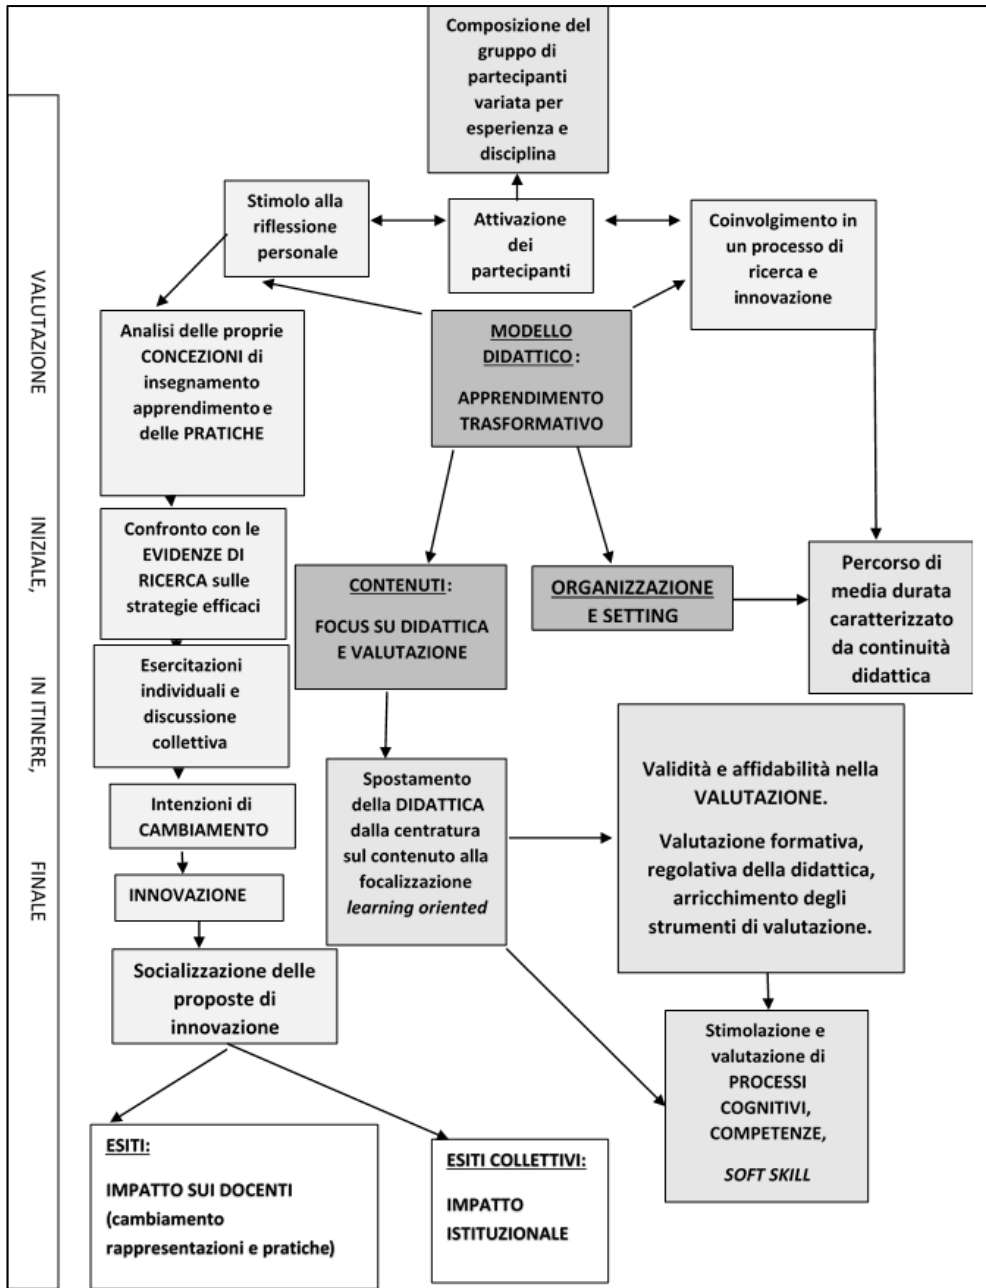 Composizione del
gruppo di
partecipanti
variata per
esperienza e
disciplina
Stimolo alla
riflessione
personale
Attivazione
dei
partecipanti
Coinvolgimento in
un processo di
ricerca e
innovazione
VALUTAZIONE INIZIALE, IN ITINERE, FINALE
Analisi delle proprie
CONCEZIONI di
insegnamento
apprendimento e
delle PRATICHE
MODELLO
DIDATTICO:
APPRENDIMENTO
TRASFORMATIVO
Confronto con le
EVIDENZE DI
RICERCA sulle
strategie efficaci
CONTENUTI:
FOCUS SU DIDATTICA
E VALUTAZIONE
ORGANIZZAZIONE
E SETTING
Percorso di
media durata
caratterizzato
da continuità
didattica
Esercitazioni
individuali e
discussione
collettiva
Intenzioni di
CAMBIAMENTO
INNOVAZIONE
Spostamento
della DIDATTICA
dalla centratura
sul contenuto alla
focalizzazione
learning oriented
Validità e affidabilità nella
VALUTAZIONE.
Valutazione formativa,
regolativa della didattica,
arricchimento degli
strumenti di valutazione.
Socializzazione delle
proposte di
innovazione
Stimolazione e
valutazione di
PROCESSI
COGNITIVI,
COMPETENZE,
SOFT SKILL
ESITI:
IMPATTO SUI DOCENTI
(cambiamento
rappresentazioni e pratiche)
ESITI COLLETTIVI:
IMPATTO
ISTITUZIONALE